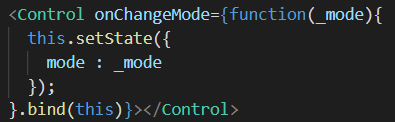 <Control onChangeMode={function(_mode){
this.setState({
mode : _mode
});
}.bind(this)}></Control>